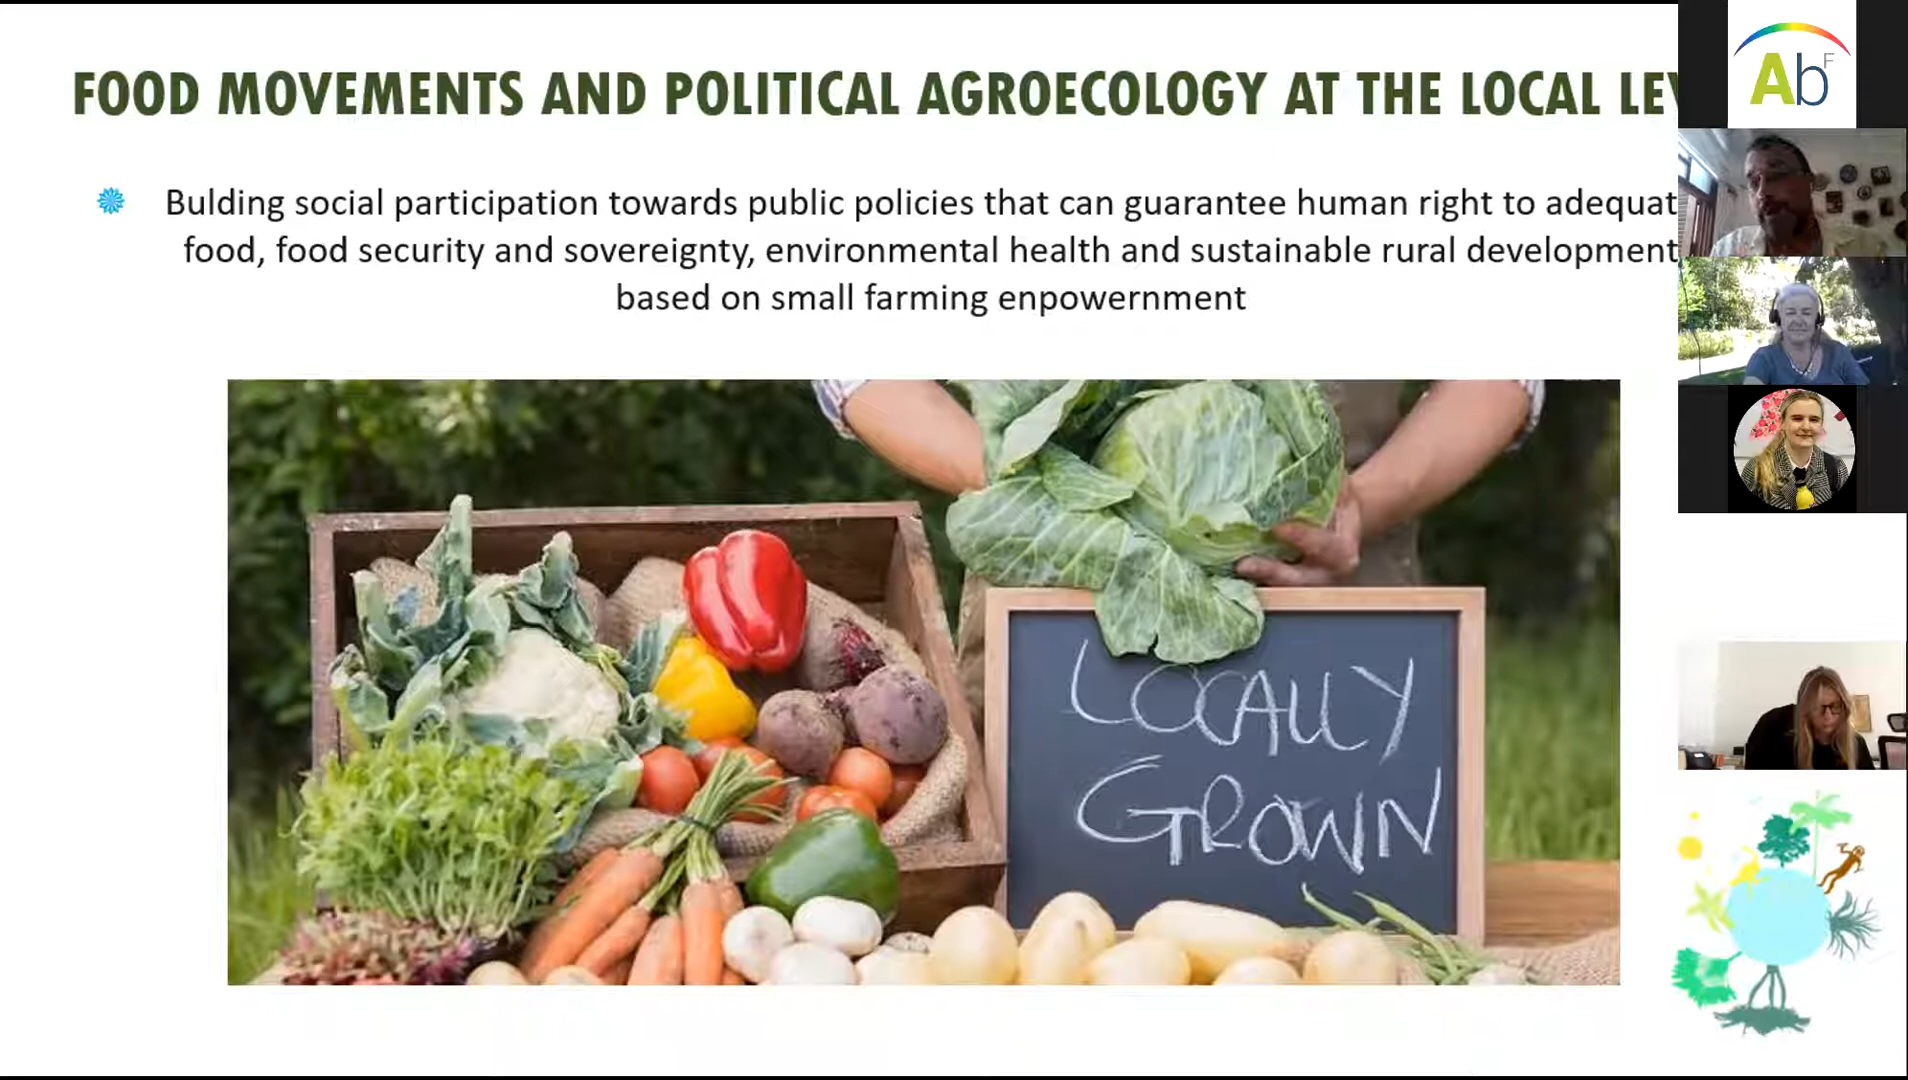 FOOD MOVEMENTS AND POLITICAL AGROECOLOGY AT THE LOCAL LEV
Bulding social participation towards public policies that can guarantee human right to adequat
food, food security and sovereignty, environmental health and sustainable rural development
based on small farming enpowernment
LOCALLY
GROWN
AbF